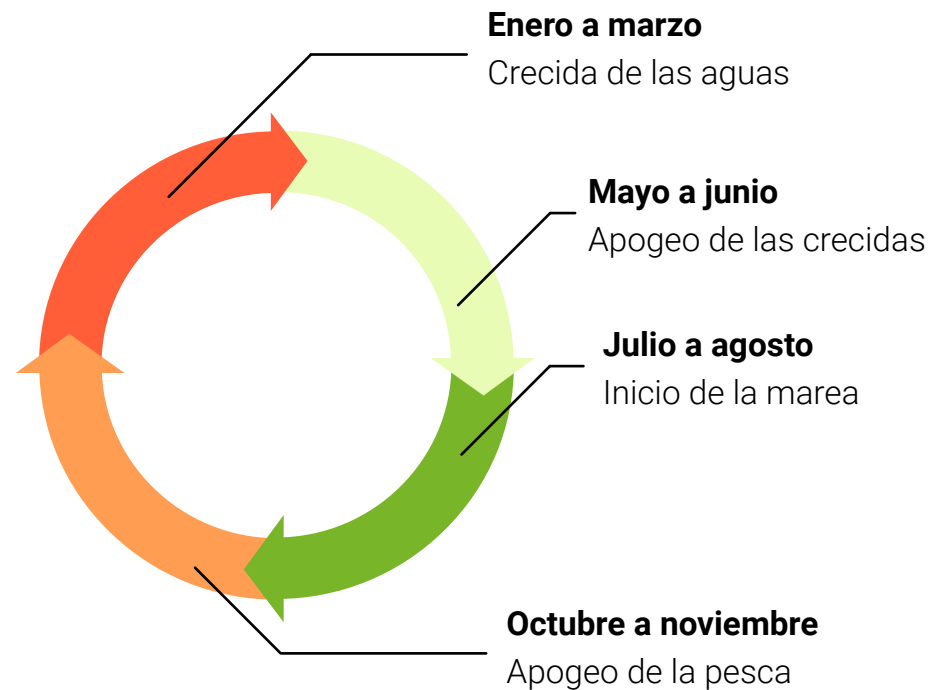 Enero a marzo
Crecida de las aguas
Mayo a junio
Apogeo de las crecidas
Julio a agosto
Inicio de la marea
Octubre a noviembre
Apogeo de la pesca